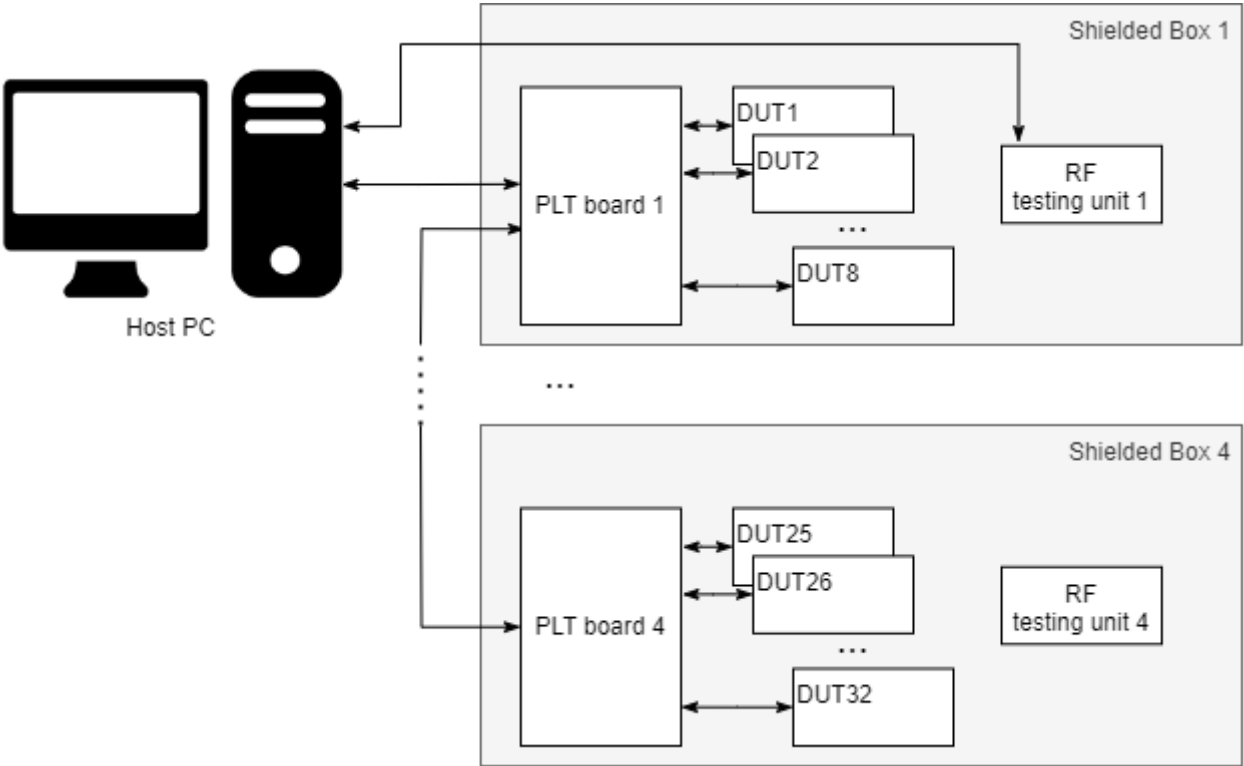 Shielded Box 1
DUT1
DUT2
PLT board 1
RF
testing unit 1
...
DUT8
Host PC
...
Shielded Box 4
DUT25
DUT26
PLT board 4
RF
testing unit 4
...
DUT32